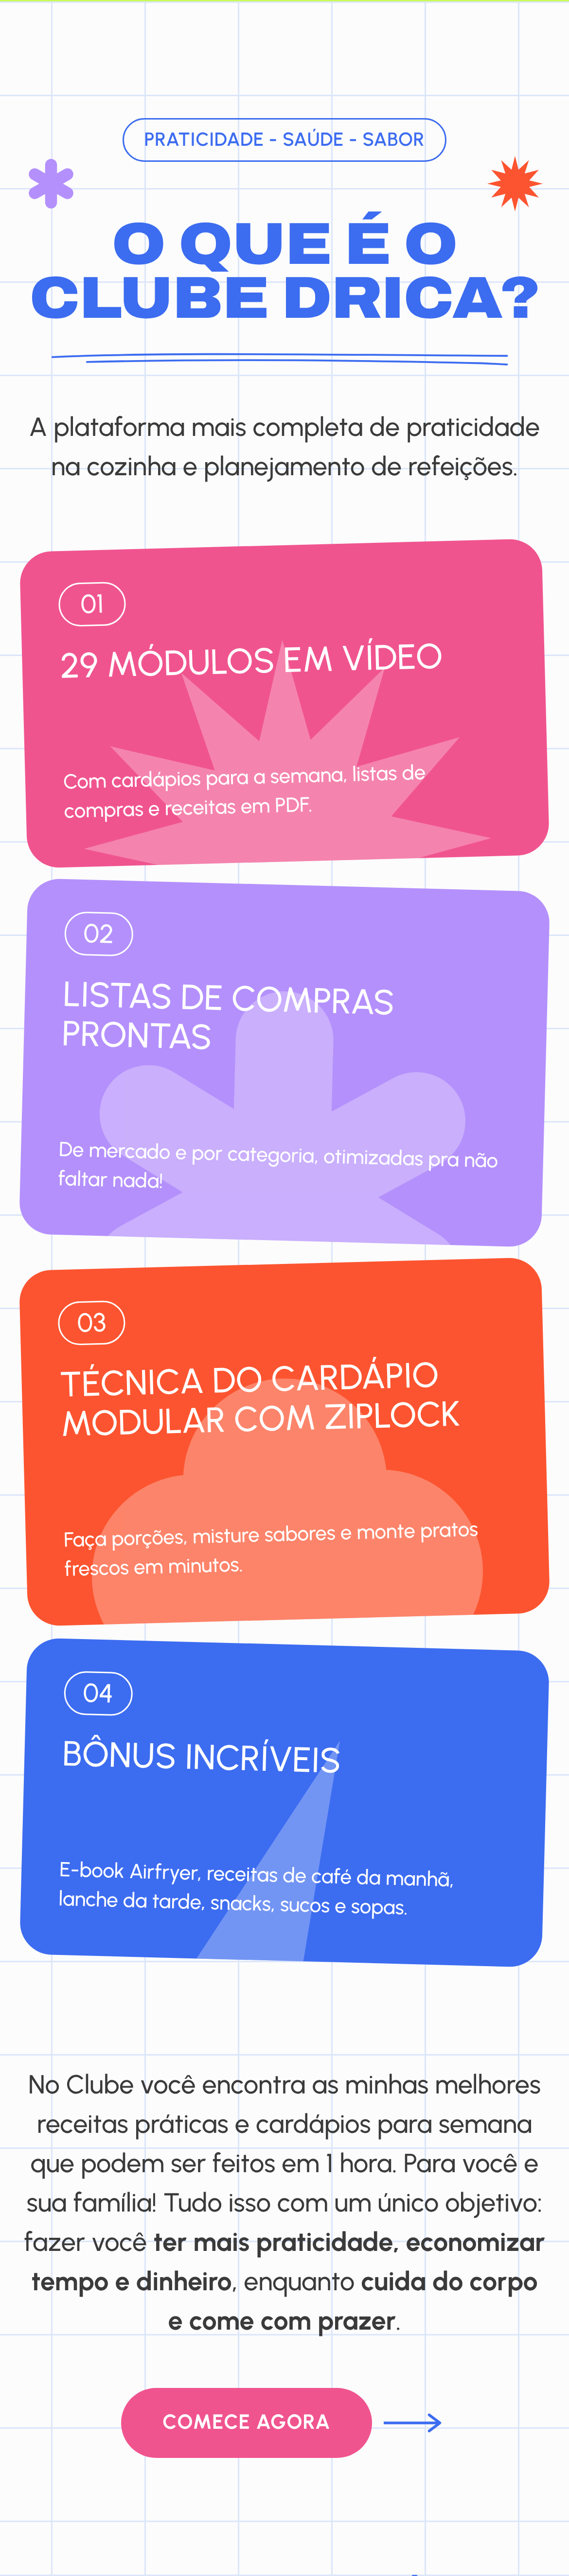 PRATICIDADE - SAÚDE - SABOR
O QUE É O
CLUBE DRICA?
A plataforma mais completa de praticidade
na cozinha e planejamento de refeições.
01
29 MÓDULOS EM VÍDEO
Com cardápios para a semana, listas de
compras e receitas em PDF.
02
LISTAS DE COMPRAS
PRONTAS
De mercado e por categoria, otimizadas pra não
faltar nada!
03
TÉCNICA DO CARDÁPIO
MODULAR COM ZIPLOCK
Faça porções, misture sabores e monte pratos
frescos em minutos.
04
BÔNUS INCRÍVEIS
E-book Airfryer, receitas de café da manhã,
lanche da tarde, snacks, sucos e sopas.
No Clube você encontra as minhas melhores
receitas práticas e cardápios para semana
que podem ser feitos em 1 hora. Para você e
sua família! Tudo isso com um único objetivo:
fazer você ter mais praticidade, economizar
tempo e dinheiro, enquanto cuida do corpo
e come com prazer.
COMECE AGORA